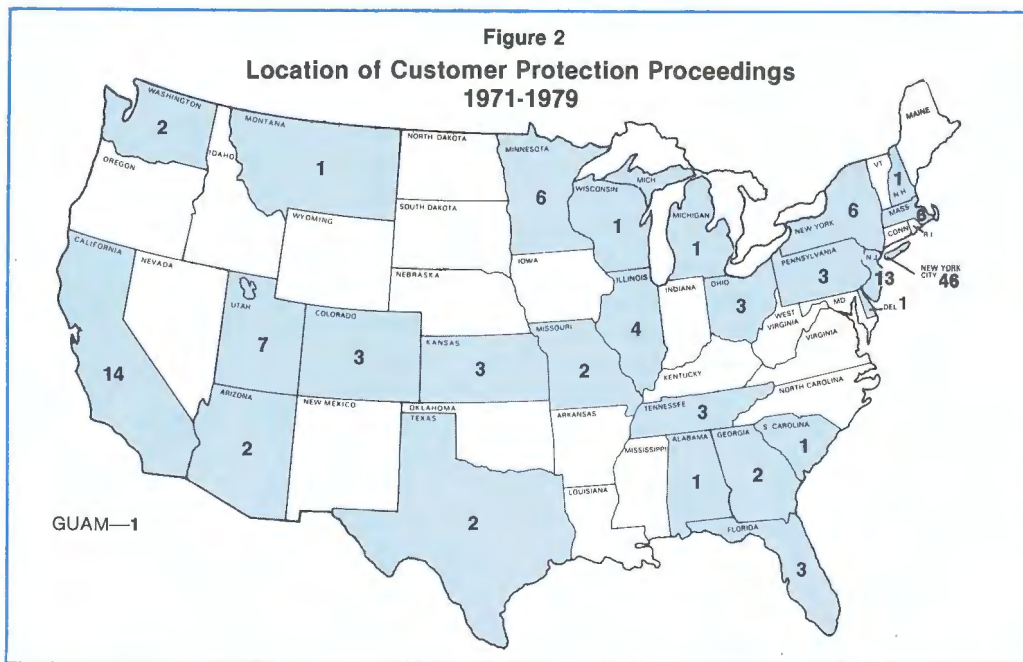 Figure 2
Location of Customer Protection Proceedings
1971-1979
WASHINGTON
2
MONTANA
1
NORTH DAKOTA
MINNESOTA
6
MAINE
OREGON
IDAHO
WYOMING
SOUTH DAKOTA
WISCONSIN
1
MICH
MICHIGAN
1
VT
1
N H
NEW YORK
6
MASS
CONN
R I
CALIFORNIA
14
NEVADA
UTAH
7
COLORADO
3
NEBRASKA
KANSAS
3
IOWA
MISSOURI
2
ILLINOIS
4
INDIANA
OHIO
3
PENNSYLVANIA
3
N J
13
NEW YORK
CITY 46
DEL 1
MD
WEST
VIRGINIA
VIRGINIA
KENTUCKY
NORTH CAROLINA
TENNESSEE
3
ARIZONA
2
NEW MEXICO
OKLAHOMA
TEXAS
2
ARKANSAS
LOUISIANA
MISSISSIPPI
ALABAMA
1
GEORGIA
2
S CAROLINA
1
FLORIDA
3
GUAM—1